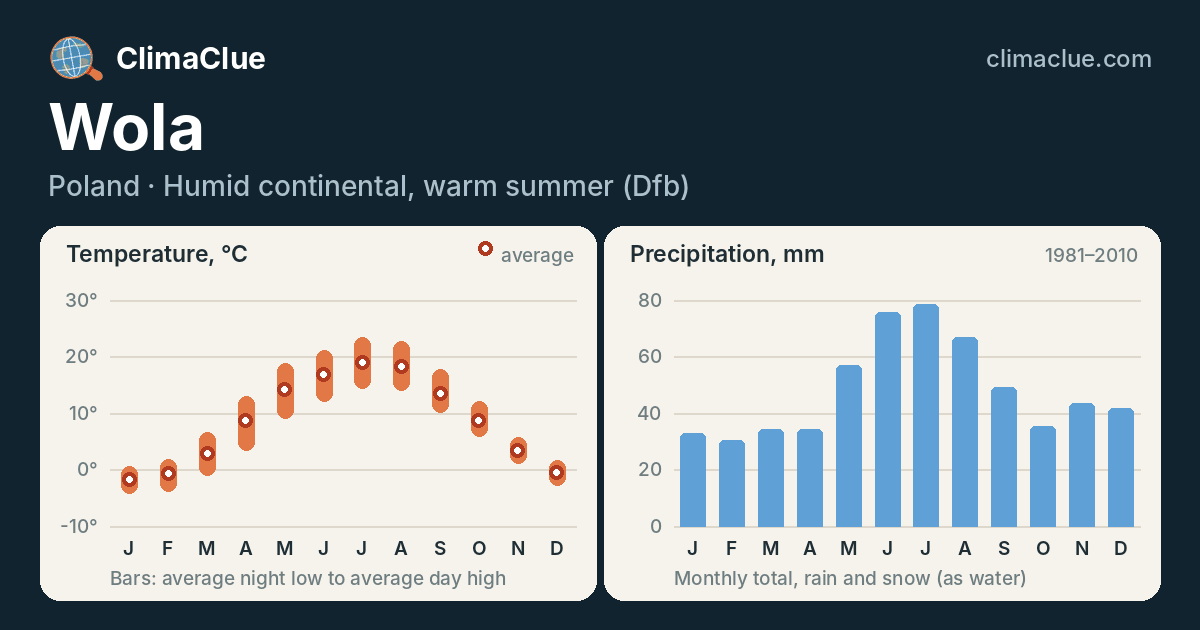 ClimaClue
climaclue.com
Wola
Poland · Humid continental, warm summer (Dfb)
Temperature, °C
average
30°
20°
10°
0°
-10°
J F M A M J J A S O N D
Bars: average night low to average day high
Precipitation, mm
1981–2010
80
60
40
20
0
J F M A M J J A S O N D
Monthly total, rain and snow (as water)